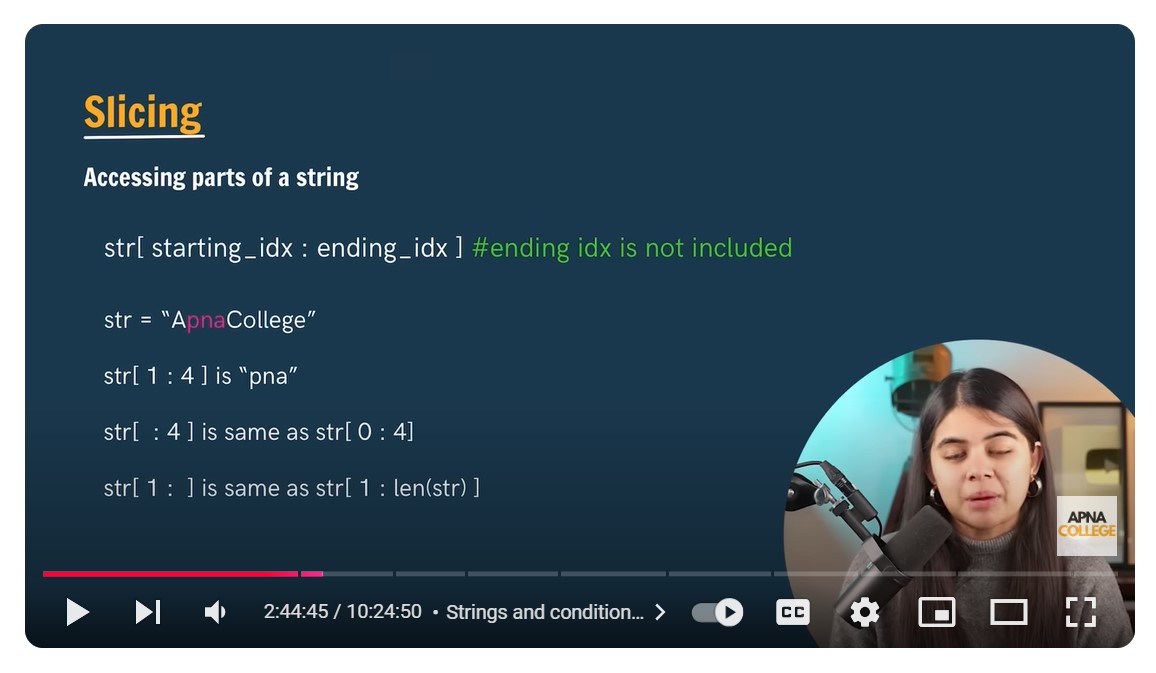 Slicing
Accessing parts of a string
str[ starting_idx : ending_idx ] #ending idx is not included
str = “ApnaCollege”
str[ 1 : 4 ] is “pna”
str[  : 4 ] is same as str[ 0 : 4]
str[ 1 :  ] is same as str[ 1 : len(str) ]
APNA
COLLEGE
2:44:45 / 10:24:50 • Strings and condition...
CC